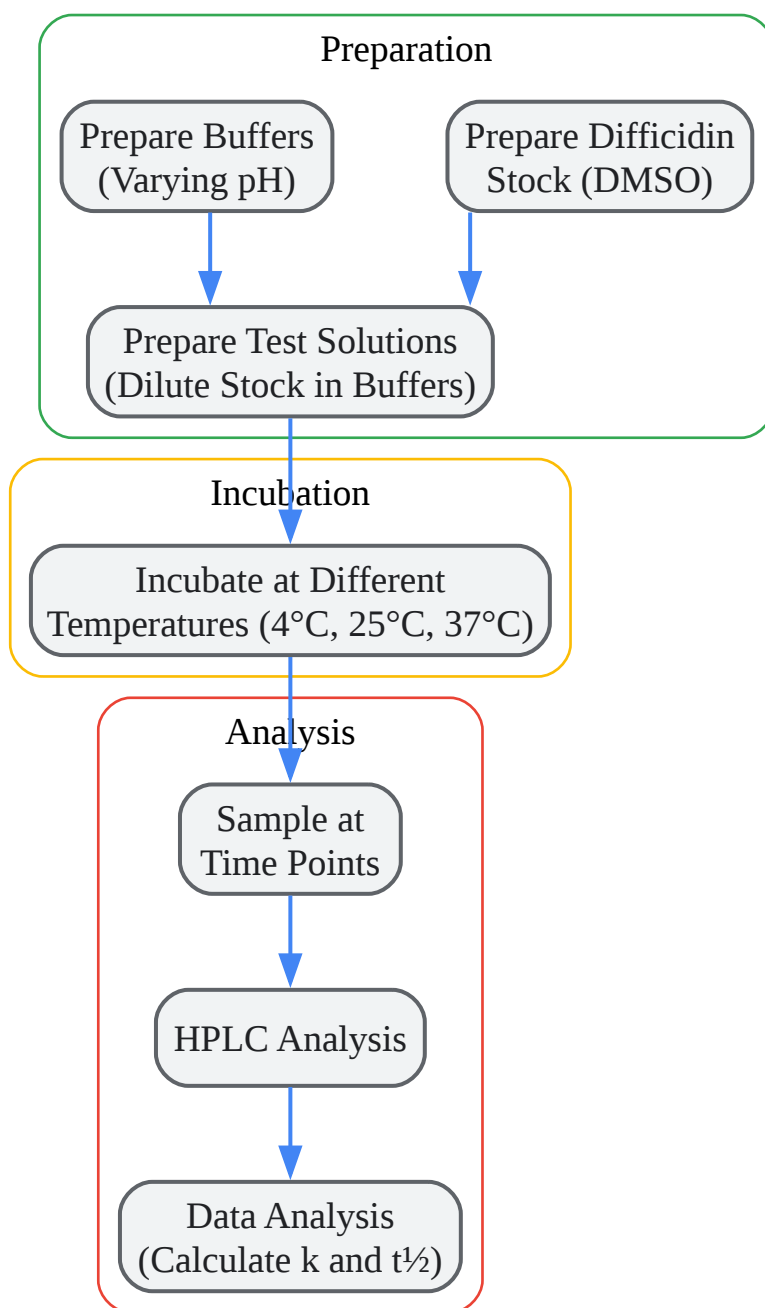 Preparation
Prepare Buffers
(Varying pH)
Prepare Difficidin
Stock (DMSO)
Prepare Test Solutions
(Dilute Stock in Buffers)
Incubation
Incubate at Different
Temperatures (4°C, 25°C, 37°C)
Analysis
Sample at
Time Points
HPLC Analysis
Data Analysis
(Calculate k and t½)